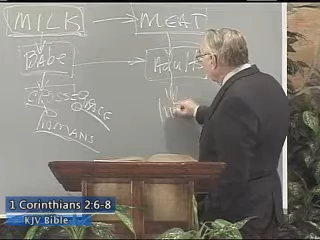 MILK MEAT
Babe Adults
CROSS
GRACE
ROMANS
1 Corinthians 2:6-8
KJV Bible